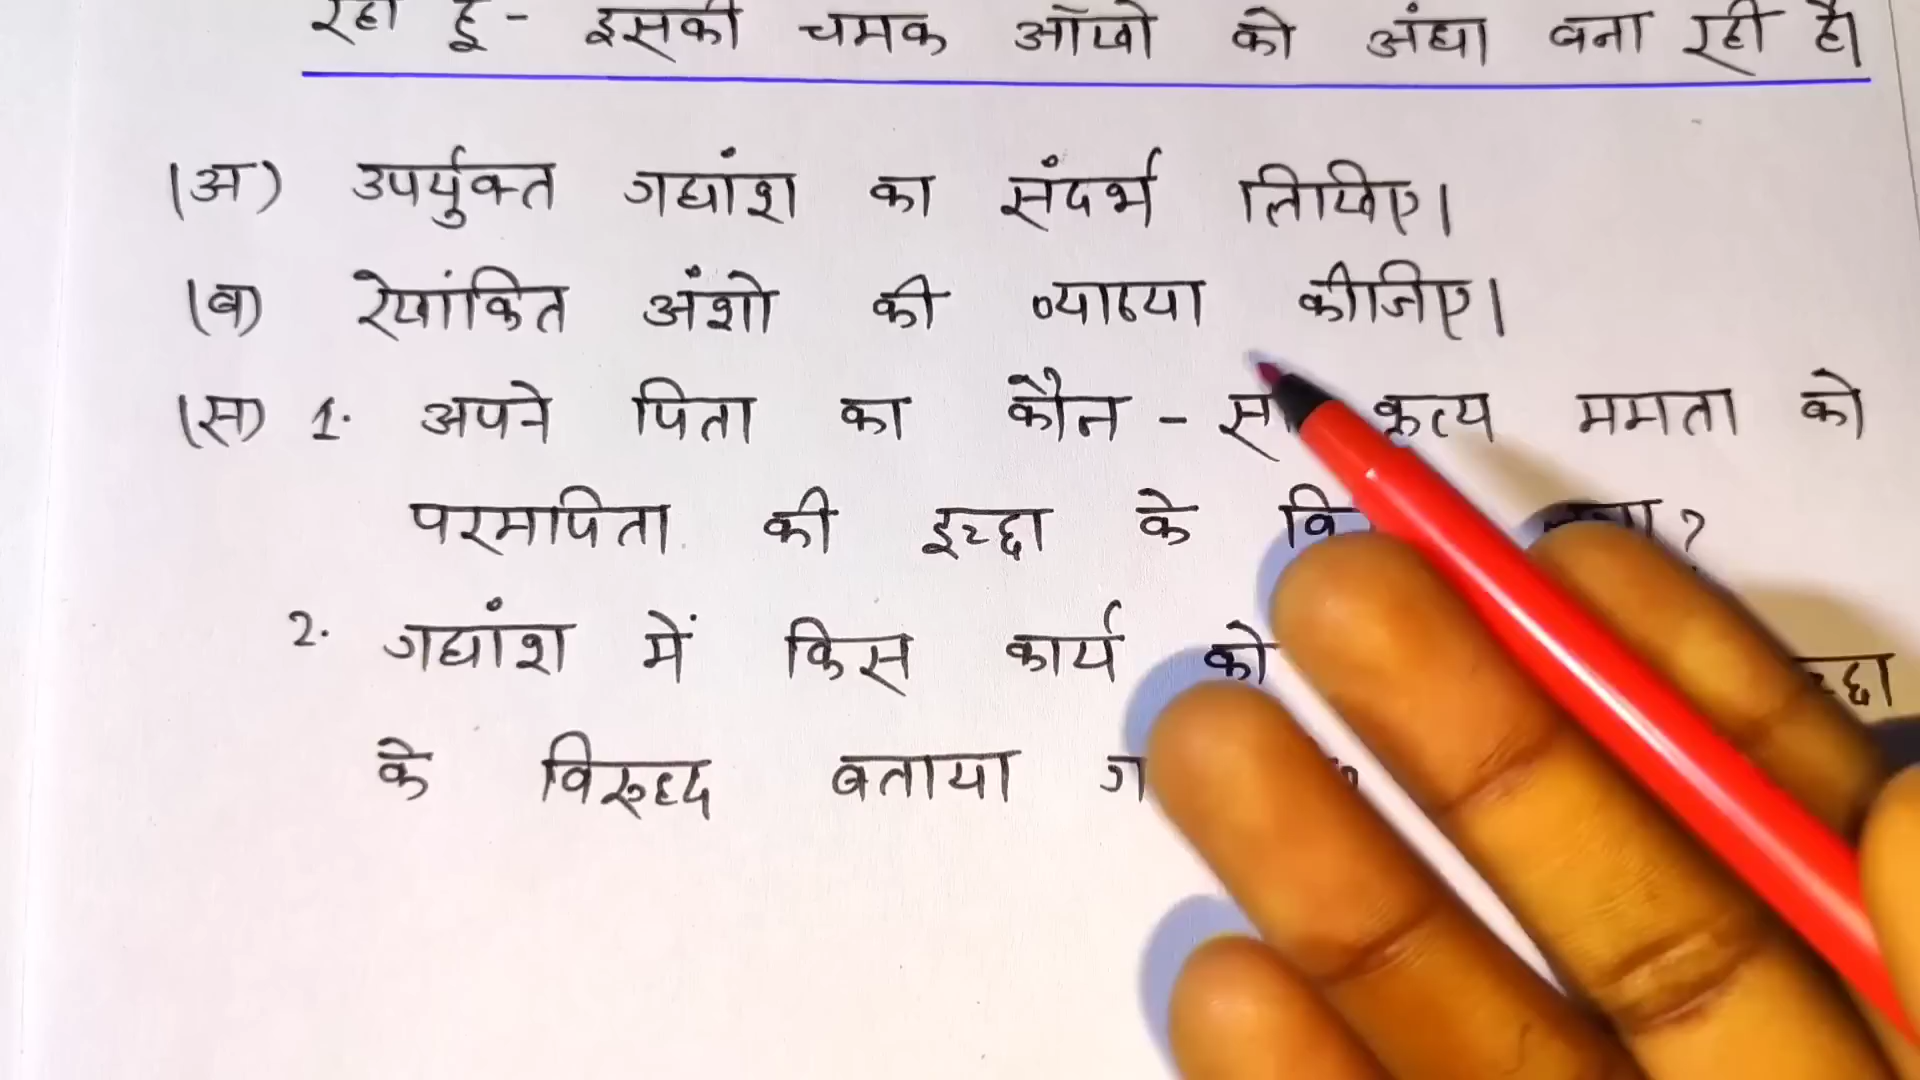 रही हूँ - इसकी चमक आँखों को अंधा बना रही है।
(अ) उपर्युक्त गद्यांश का संदर्भ लिखिए।
(ब) रेखांकित अंशो की व्याख्या कीजिए।
(स) 1. अपने पिता का कौन - सा कृत्य ममता को
परमपिता की इच्छा के ?
2. गद्यांश में किस कार्य को
के विरूध्द बताया